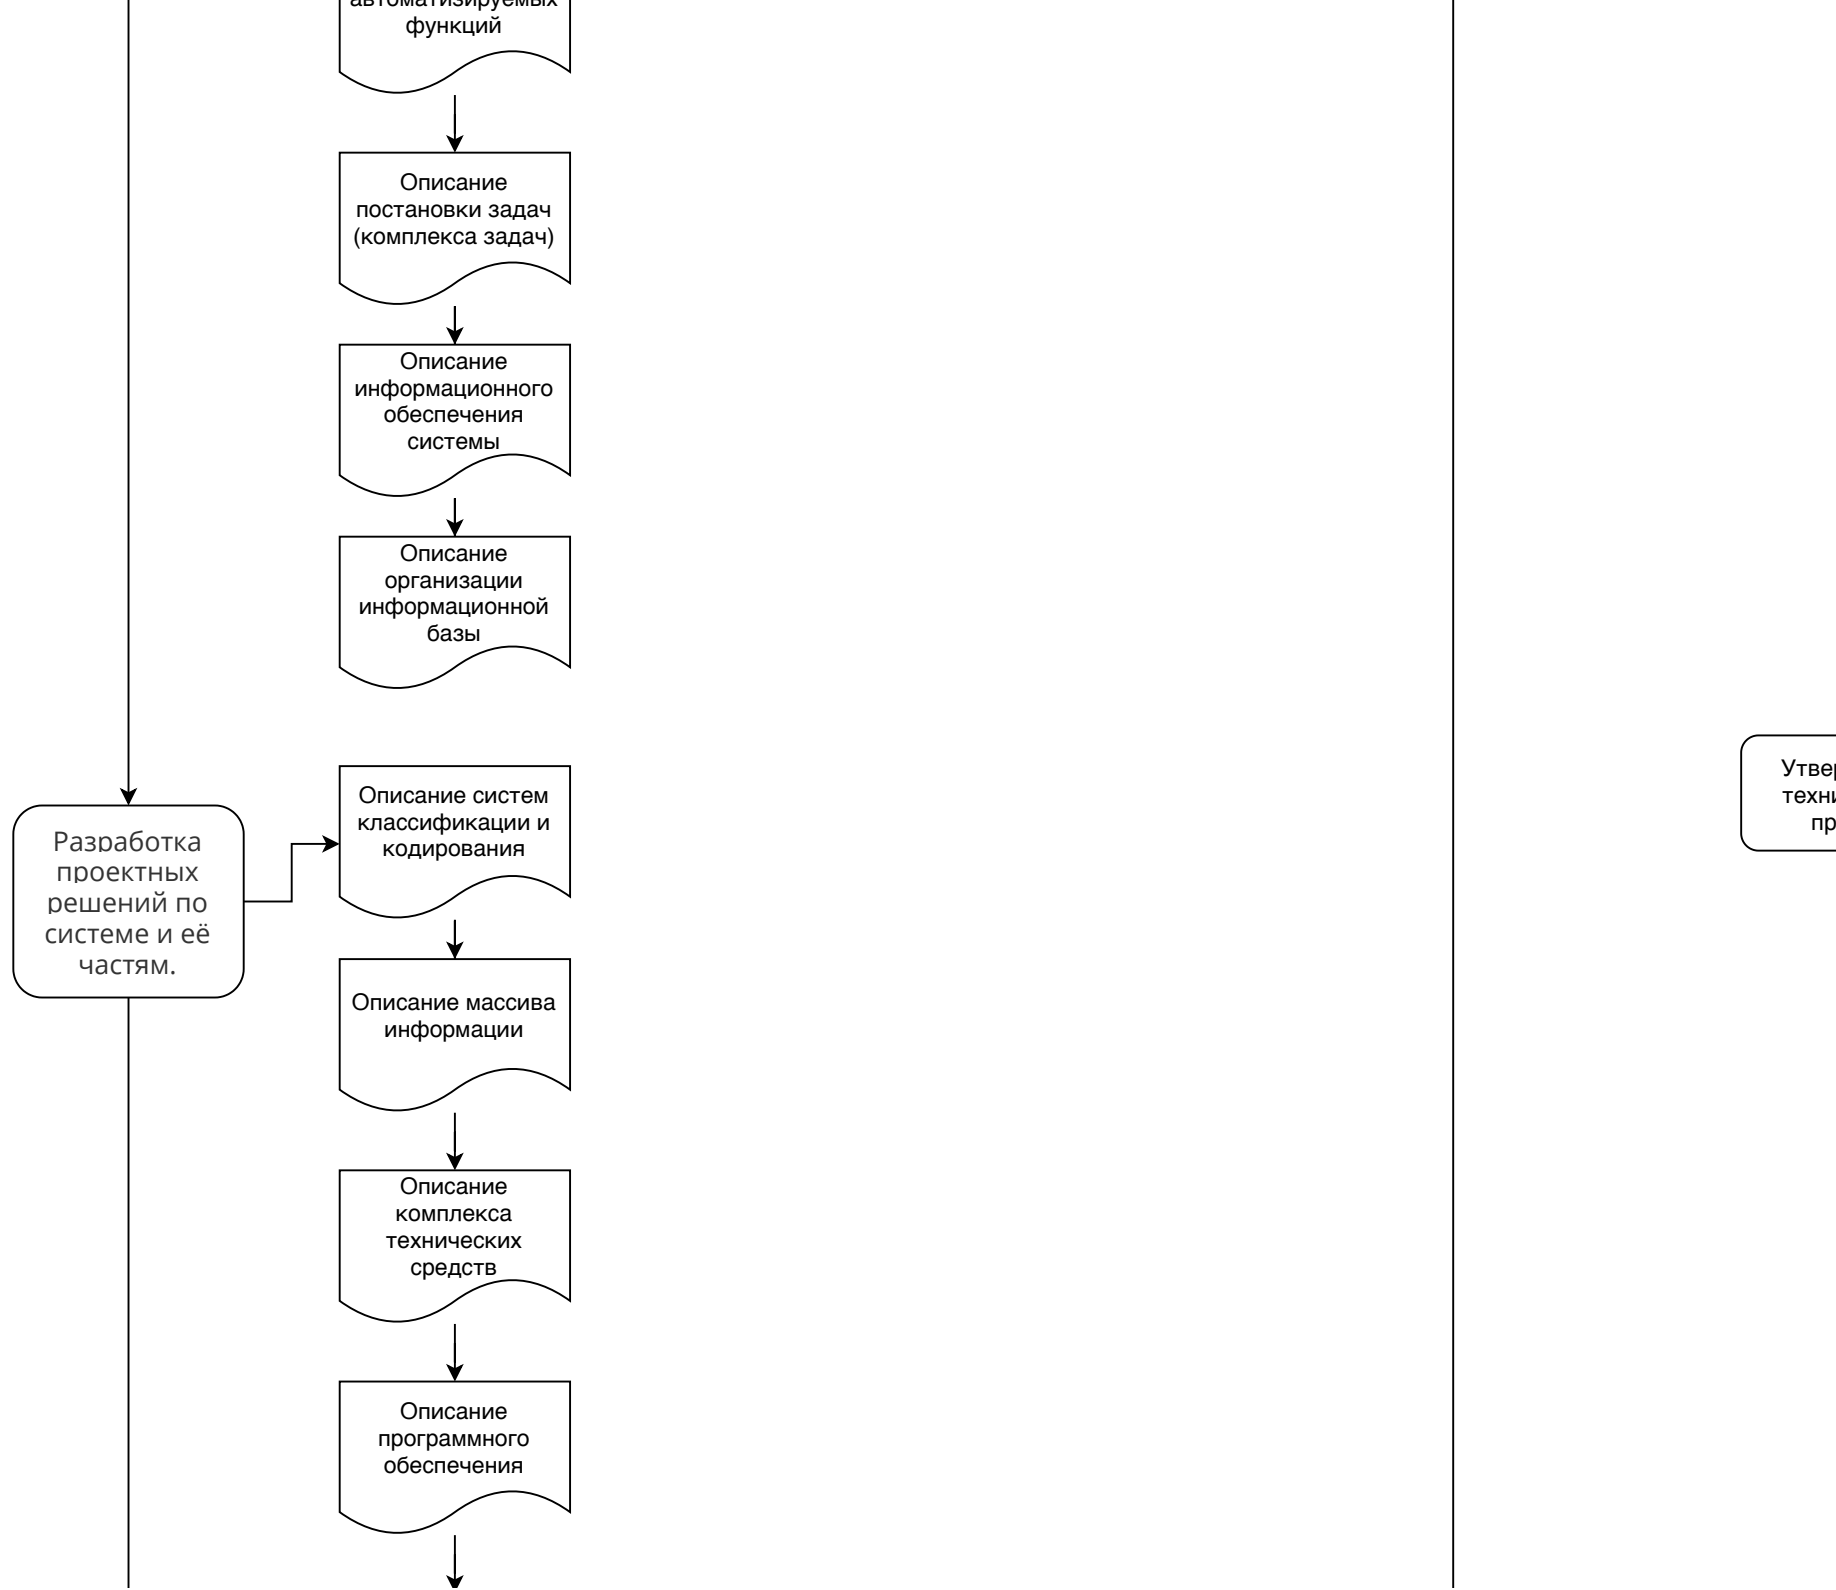 автоматизируемых
функций
Описание
постановки задач
(комплекса задач)
Описание
информационного
обеспечения
системы
Описание
организации
информационной
базы
Описание систем
классификации и
кодирования
Разработка
проектных
решений по
системе и её
частям.
Описание массива
информации
Описание
комплекса
технических
средств
Описание
программного
обеспечения